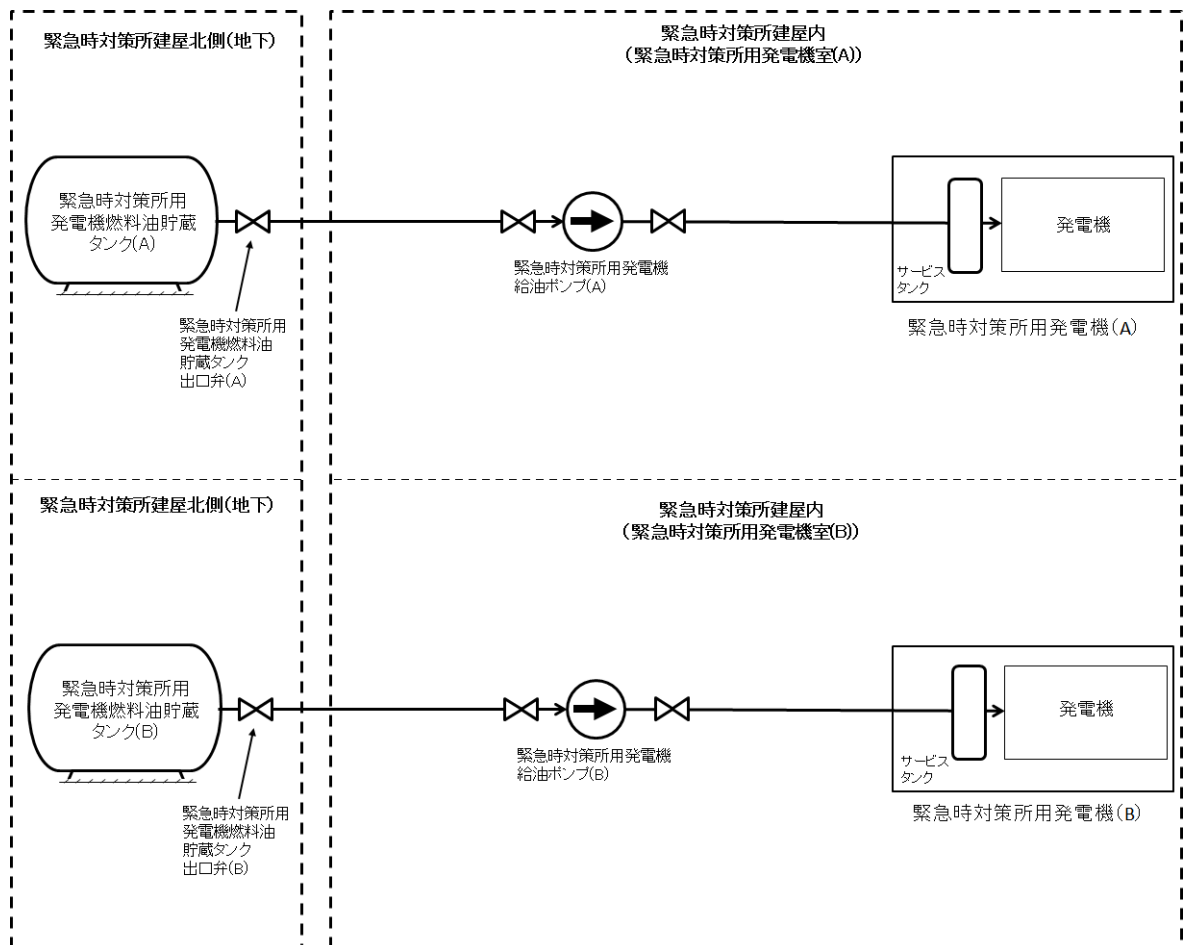 緊急時対策所建屋北側(地下)
緊急時対策所建屋内
(緊急時対策所用発電機室(A))
緊急時対策所用
発電機燃料油貯蔵
タンク(A)
緊急時対策所用
発電機燃料油
貯蔵タンク
出口弁(A)
緊急時対策所用発電機
給油ポンプ(A)
サービス
タンク
発電機
緊急時対策所用発電機(A)
緊急時対策所建屋北側(地下)
緊急時対策所建屋内
(緊急時対策所用発電機室(B))
緊急時対策所用
発電機燃料油貯蔵
タンク(B)
緊急時対策所用
発電機燃料油
貯蔵タンク
出口弁(B)
緊急時対策所用発電機
給油ポンプ(B)
サービス
タンク
発電機
緊急時対策所用発電機(B)